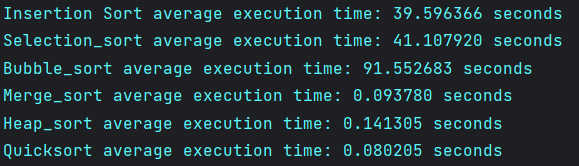 Insertion Sort average execution time: 39.596366 seconds
Selection_sort average execution time: 41.107920 seconds
Bubble_sort average execution time: 91.552683 seconds
Merge_sort average execution time: 0.093780 seconds
Heap_sort average execution time: 0.141305 seconds
Quicksort average execution time: 0.080205 seconds